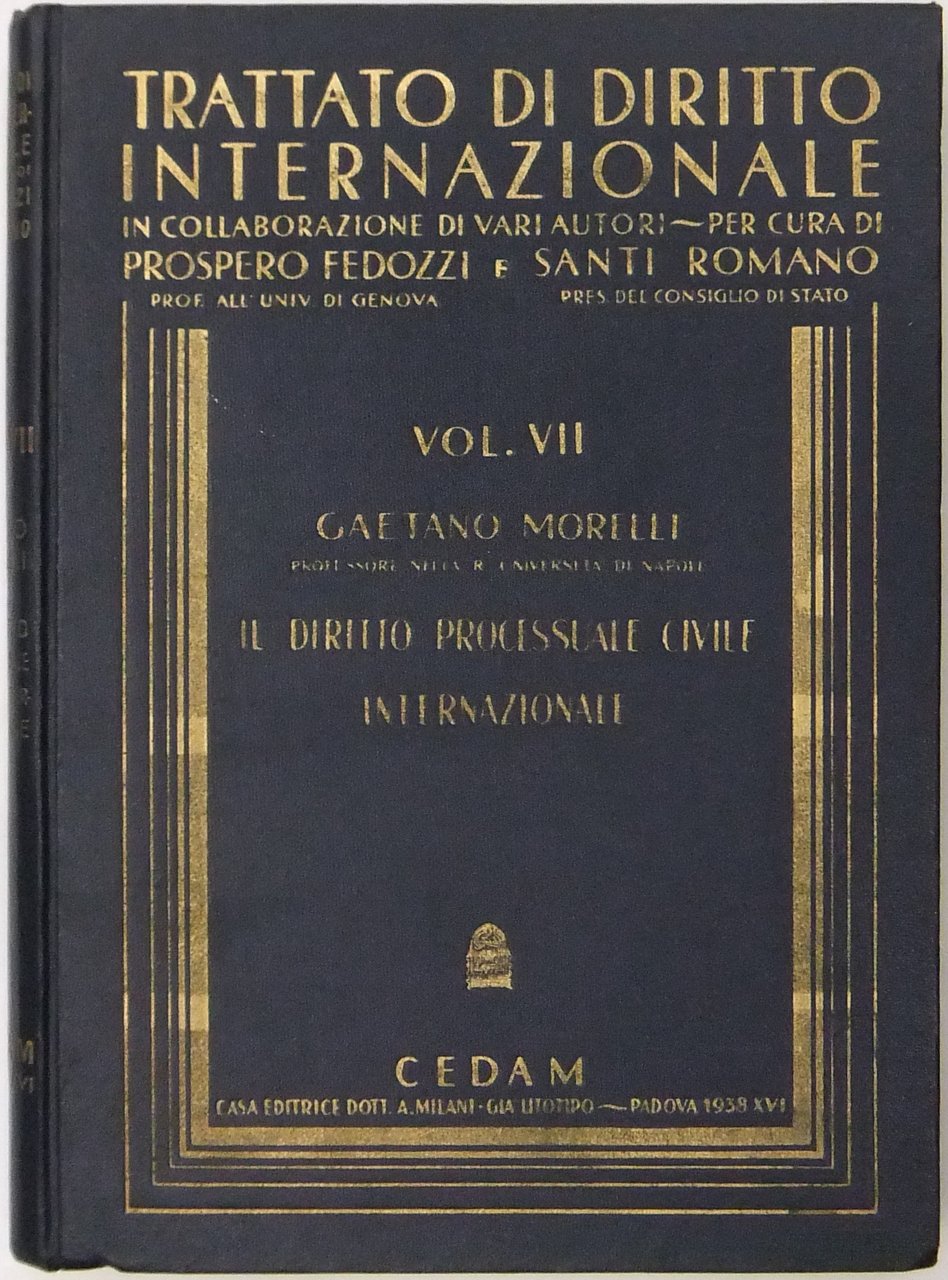 TRATTATO DI DIRITTO
INTERNAZIONALE
IN COLLABORAZIONE DI VARI AUTORI — PER CURA DI
PROSPERO FEDOZZI E SANTI ROMANO
PROF. ALL' UNIV. DI GENOVA PRES. DEL CONSIGLIO DI STATO
VOL. VII
GAETANO MORELLI
PROFESSORE NELLA R. UNIVERSITÀ DI NAPOLI
IL DIRITTO PROCESSUALE CIVILE
INTERNAZIONALE
CEDAM
CASA EDITRICE DOTT. A. MILANI · GIÀ LITOTIPO — PADOVA 1938 XVI